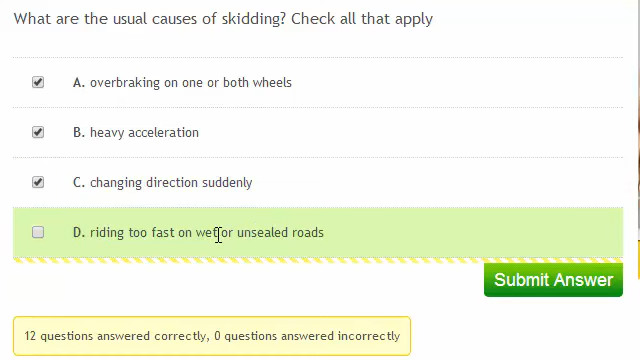 What are the usual causes of skidding? Check all that apply
A. overbraking on one or both wheels
B. heavy acceleration
C. changing direction suddenly
D. riding too fast on wet or unsealed roads
Submit Answer
12 questions answered correctly, 0 questions answered incorrectly